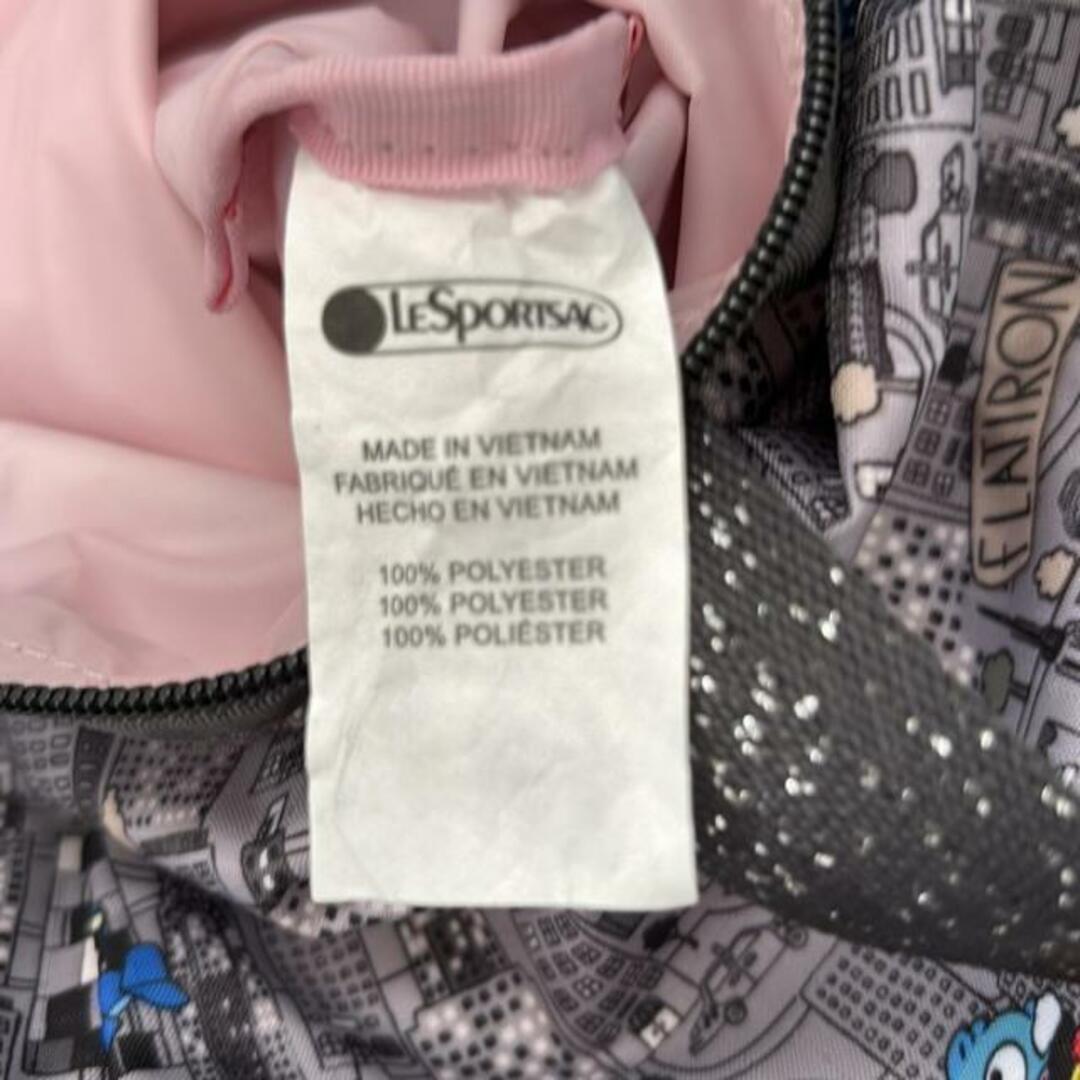 LESPORTSAC
MADE IN VIETNAM
FABRIQUÉ EN VIETNAM
HECHO EN VIETNAM
100% POLYESTER
100% POLYESTER
100% POLIÉSTER
FLATIRON